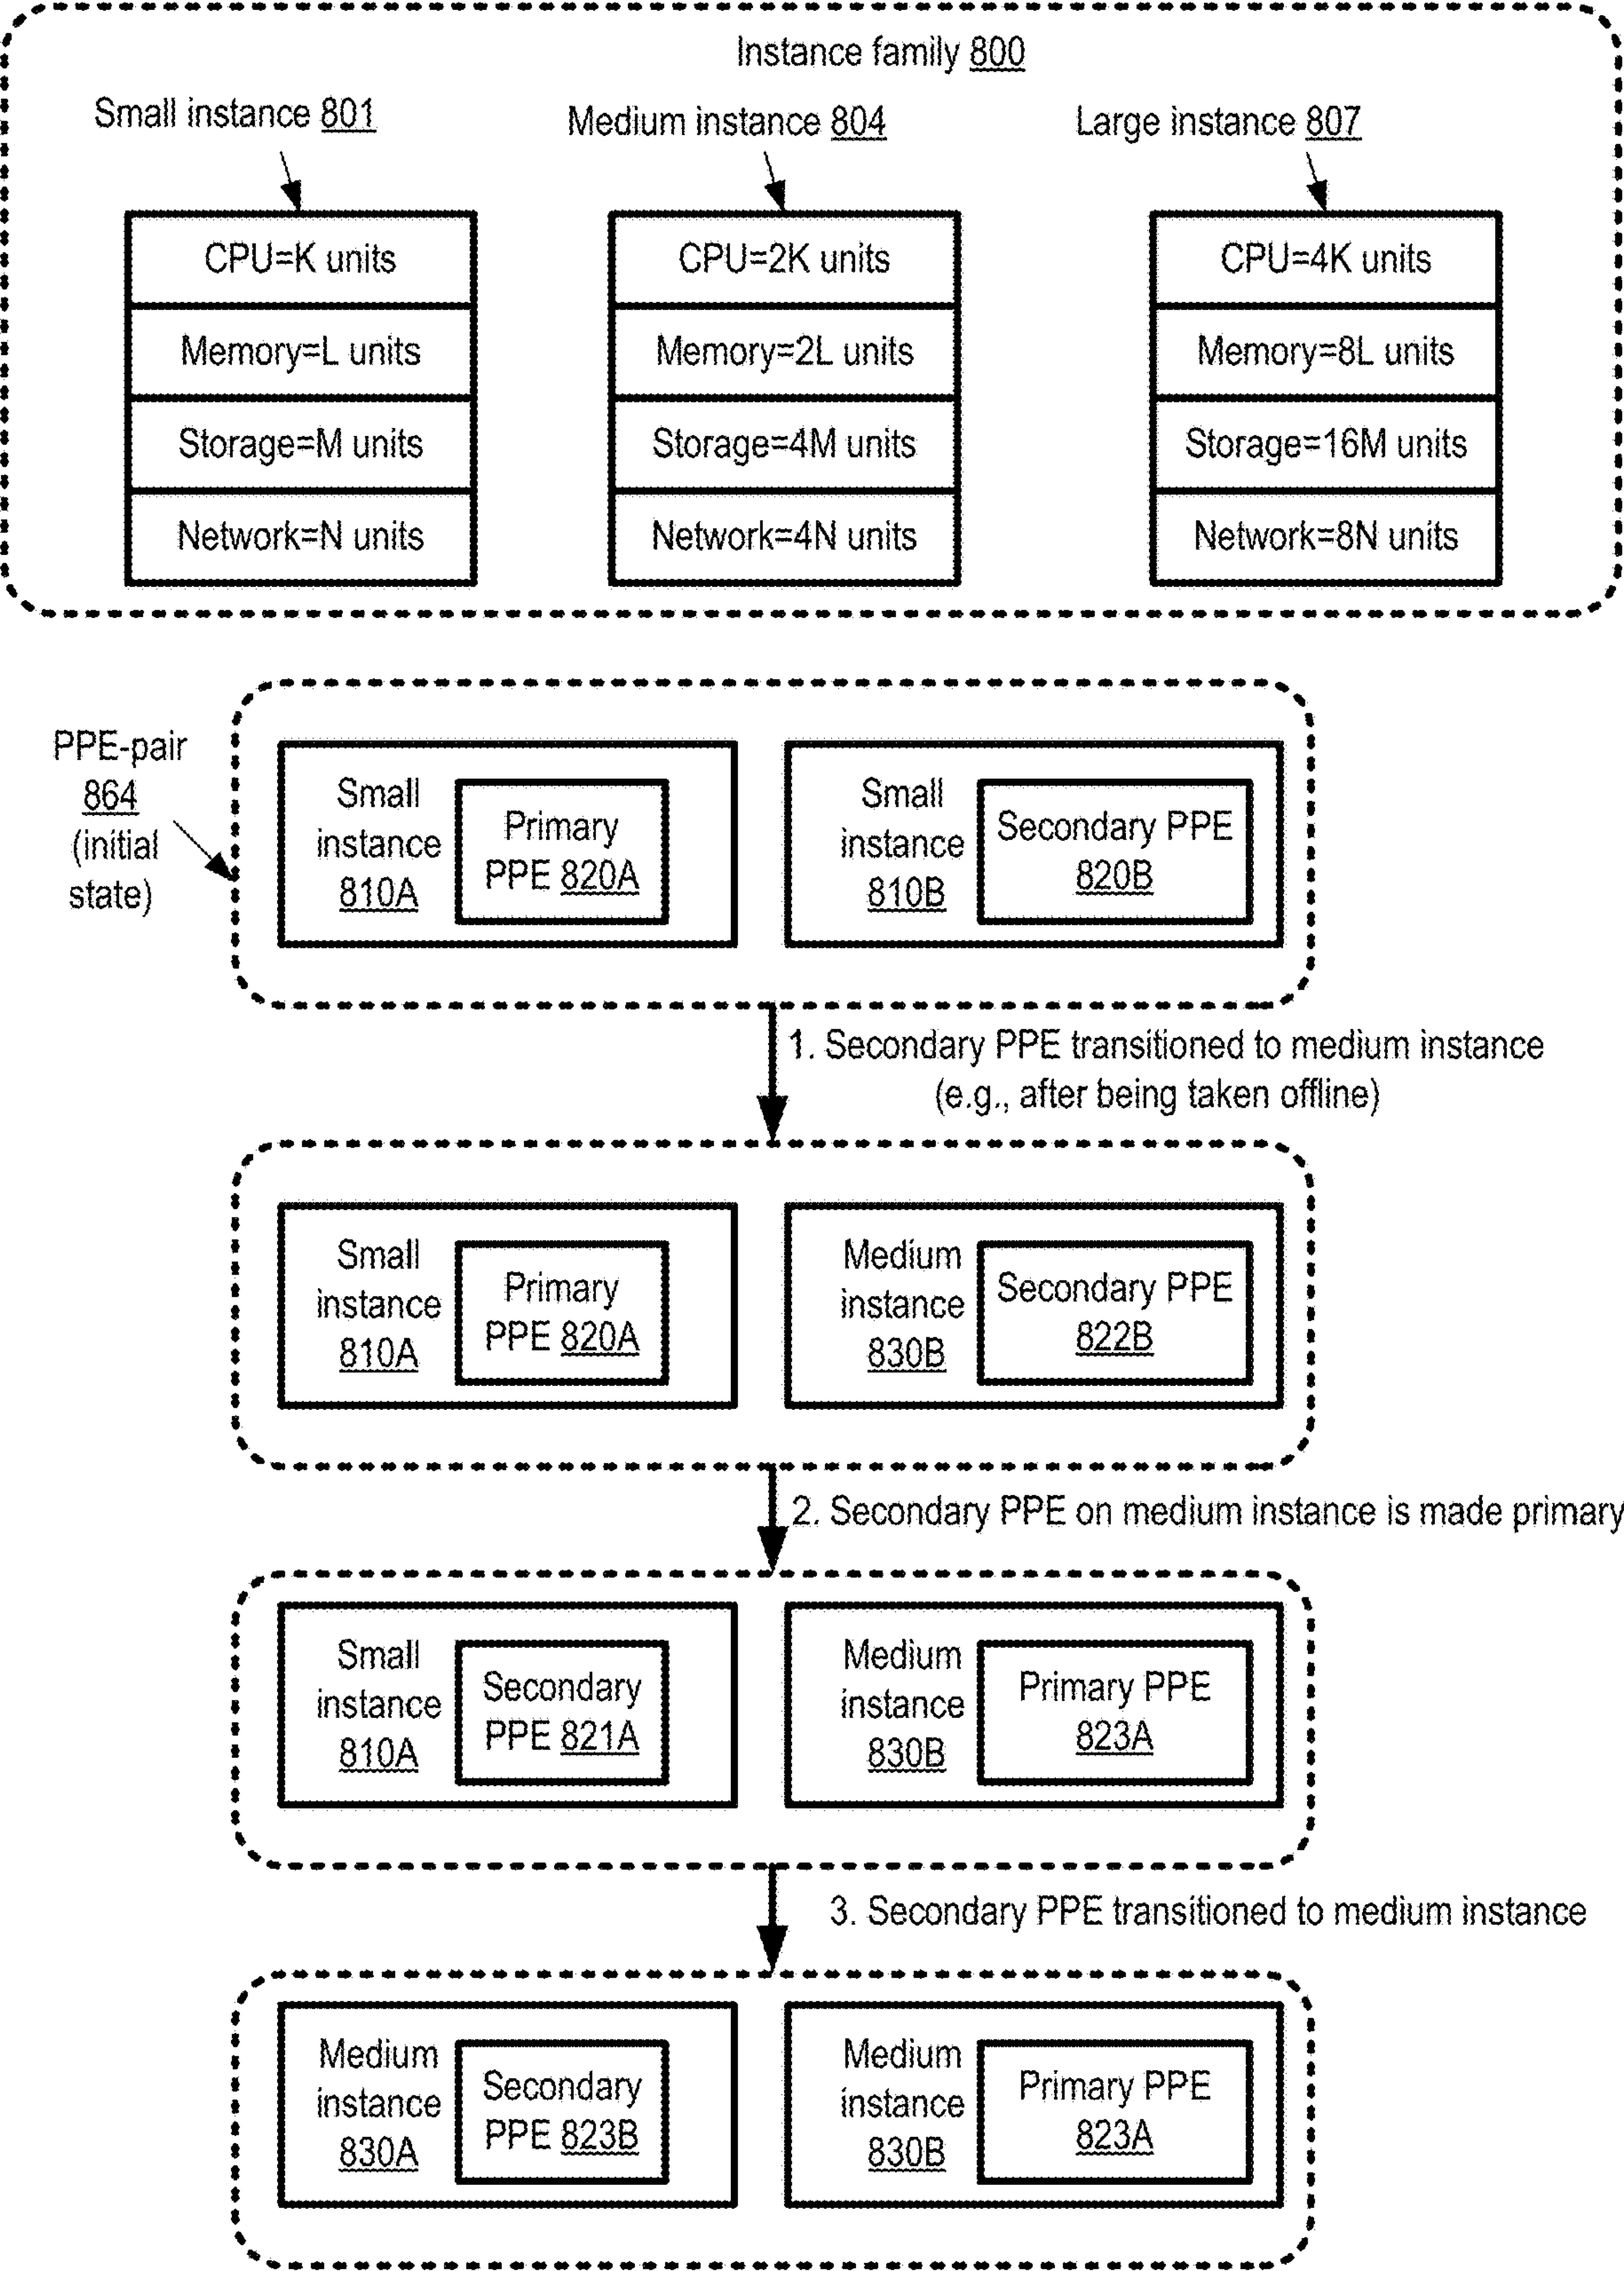 Instance family 800
Small instance 801
Medium instance 804
Large instance 807
CPU=K units
Memory=L units
Storage=M units
Network=N units
CPU=2K units
Memory=2L units
Storage=4M units
Network=4N units
CPU=4K units
Memory=8L units
Storage=16M units
Network=8N units
PPE-pair
864
(initial
state)
Small
instance
810A
Primary
PPE 820A
Small
instance
810B
Secondary PPE
820B
1. Secondary PPE transitioned to medium instance
(e.g., after being taken offline)
Small
instance
810A
Primary
PPE 820A
Medium
instance
830B
Secondary PPE
822B
2. Secondary PPE on medium instance is made primary
Small
instance
810A
Secondary
PPE 821A
Medium
instance
830B
Primary PPE
823A
3. Secondary PPE transitioned to medium instance
Medium
instance
830A
Secondary
PPE 823B
Medium
instance
830B
Primary PPE
823A